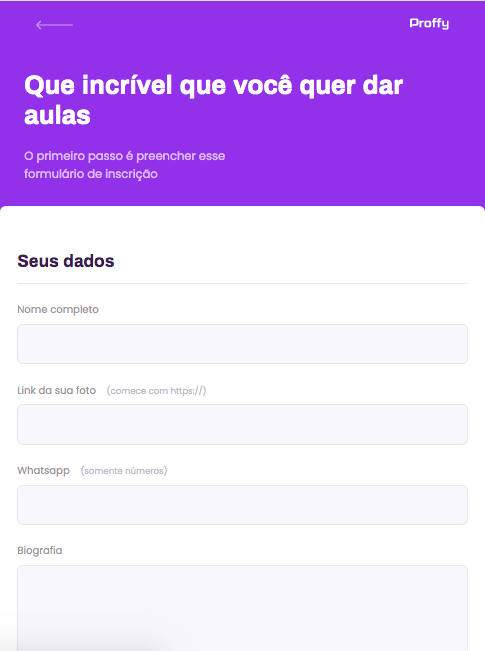 Proffy
Que incrível que você quer dar
aulas
O primeiro passo é preencher esse
formulário de inscrição
Seus dados
Nome completo
Link da sua foto (comece com https://)
Whatsapp (somente números)
Biografia